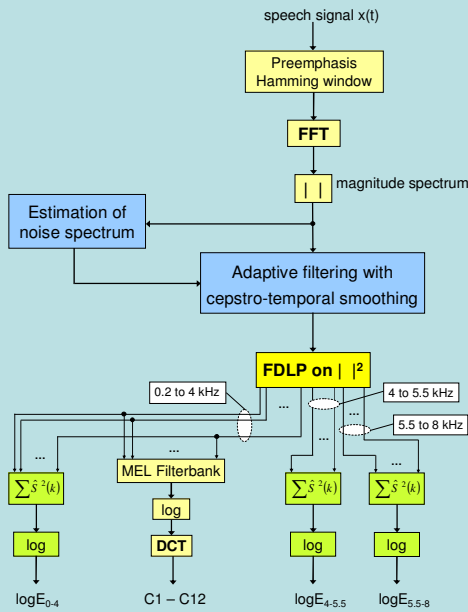 speech signal x(t)
Preemphasis
Hamming window
FFT
| |
magnitude spectrum
Estimation of
noise spectrum
Adaptive filtering with
cepstro-temporal smoothing
FDLP on | |²
0.2 to 4 kHz
4 to 5.5 kHz
5.5 to 8 kHz
...
...
...
...
...
...
...
MEL Filterbank
∑ Ŝ ²(k)
∑ Ŝ ²(k)
∑ Ŝ ²(k)
log
log
DCT
log
log
logE0-4
C1 – C12
logE4-5.5
logE5.5-8